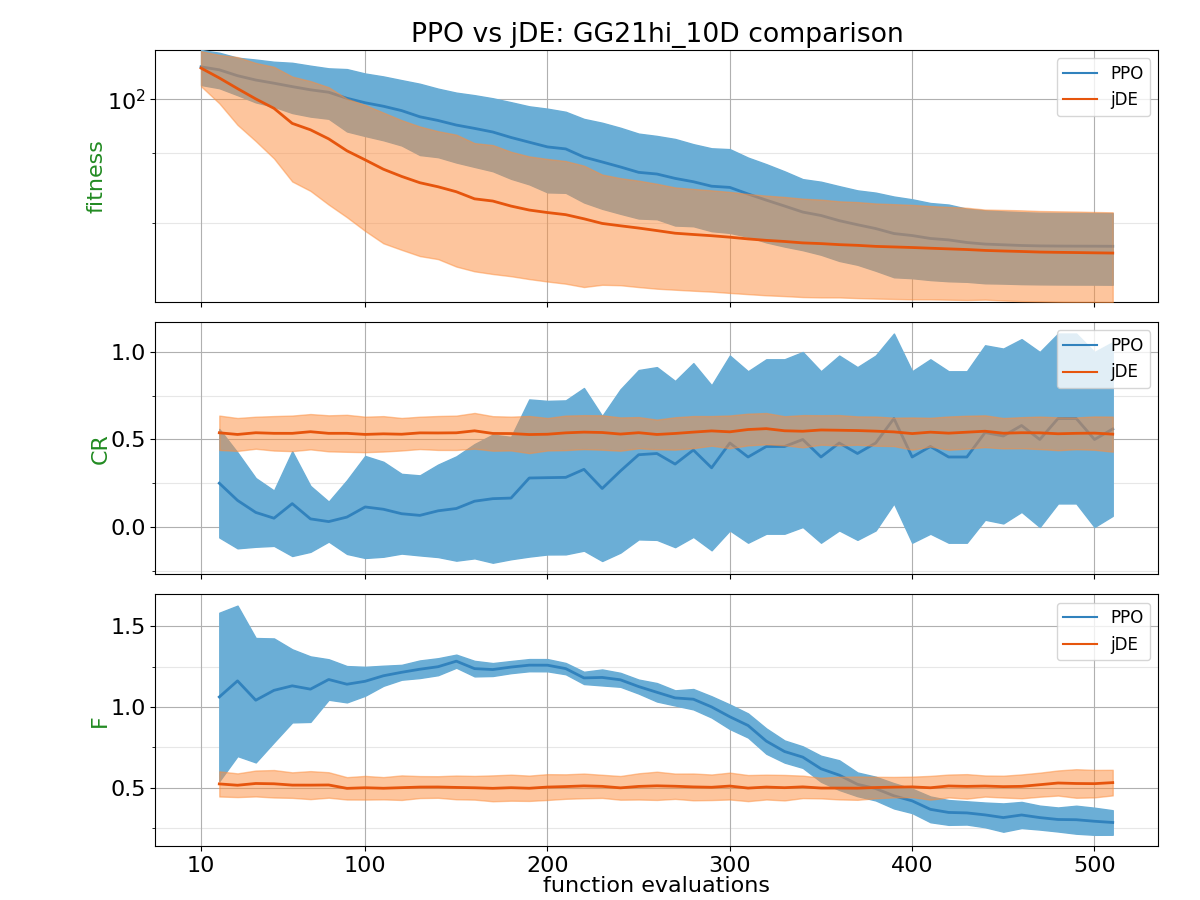 PPO vs jDE: GG21hi_10D comparison
10²
fitness
PPO
jDE
1.0
0.5
0.0
CR
PPO
jDE
1.5
1.0
0.5
F
PPO
jDE
10 100 200 300 400 500
function evaluations